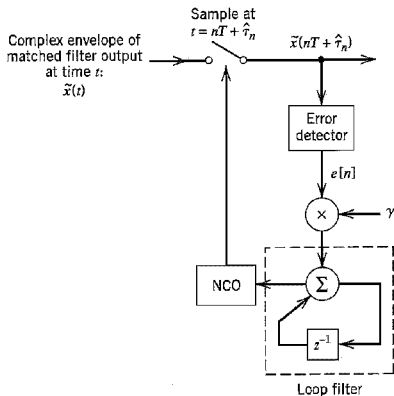 Complex envelope of
matched filter output
at time t:
x̃(t)
Sample at
t = nT + τ̂ₙ
x̃(nT + τ̂ₙ)
Error
detector
e[n]
×
γ
NCO
Σ
z⁻¹
Loop filter